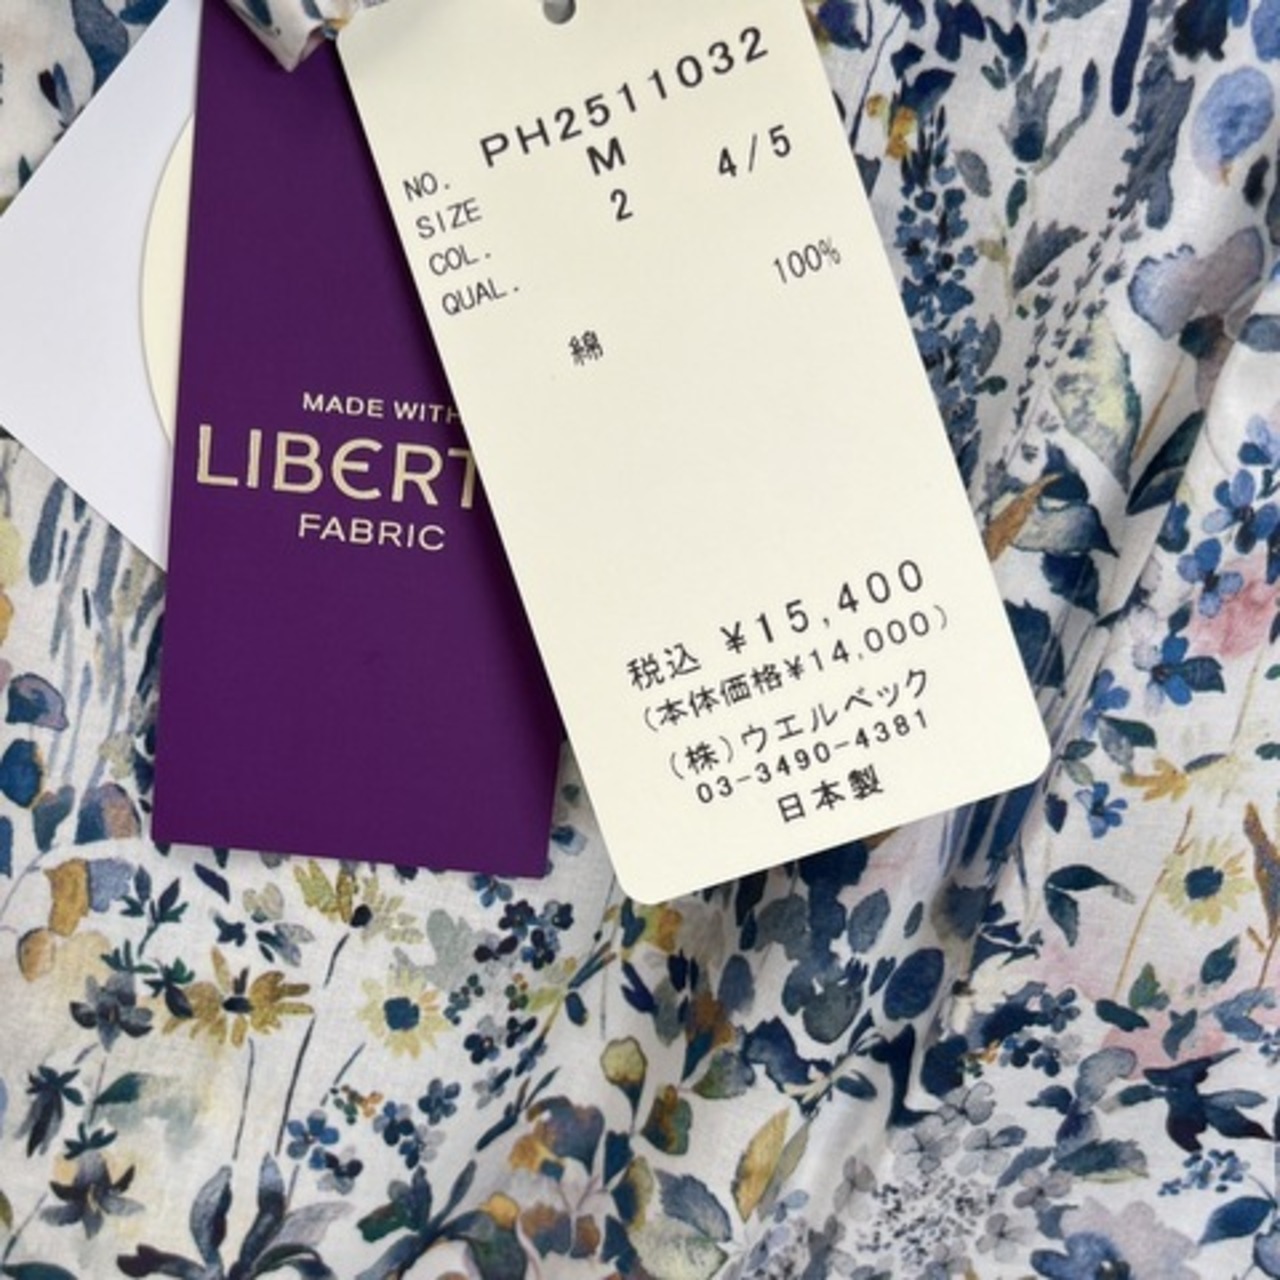 NO. PH2511032
SIZE M 4/5
COL. 2
QUAL. 100%
綿
税込 ¥15,400
(本体価格¥14,000)
(株)ウエルベック
03-3490-4381
日本製
MADE WITH
LIBERT
FABRIC